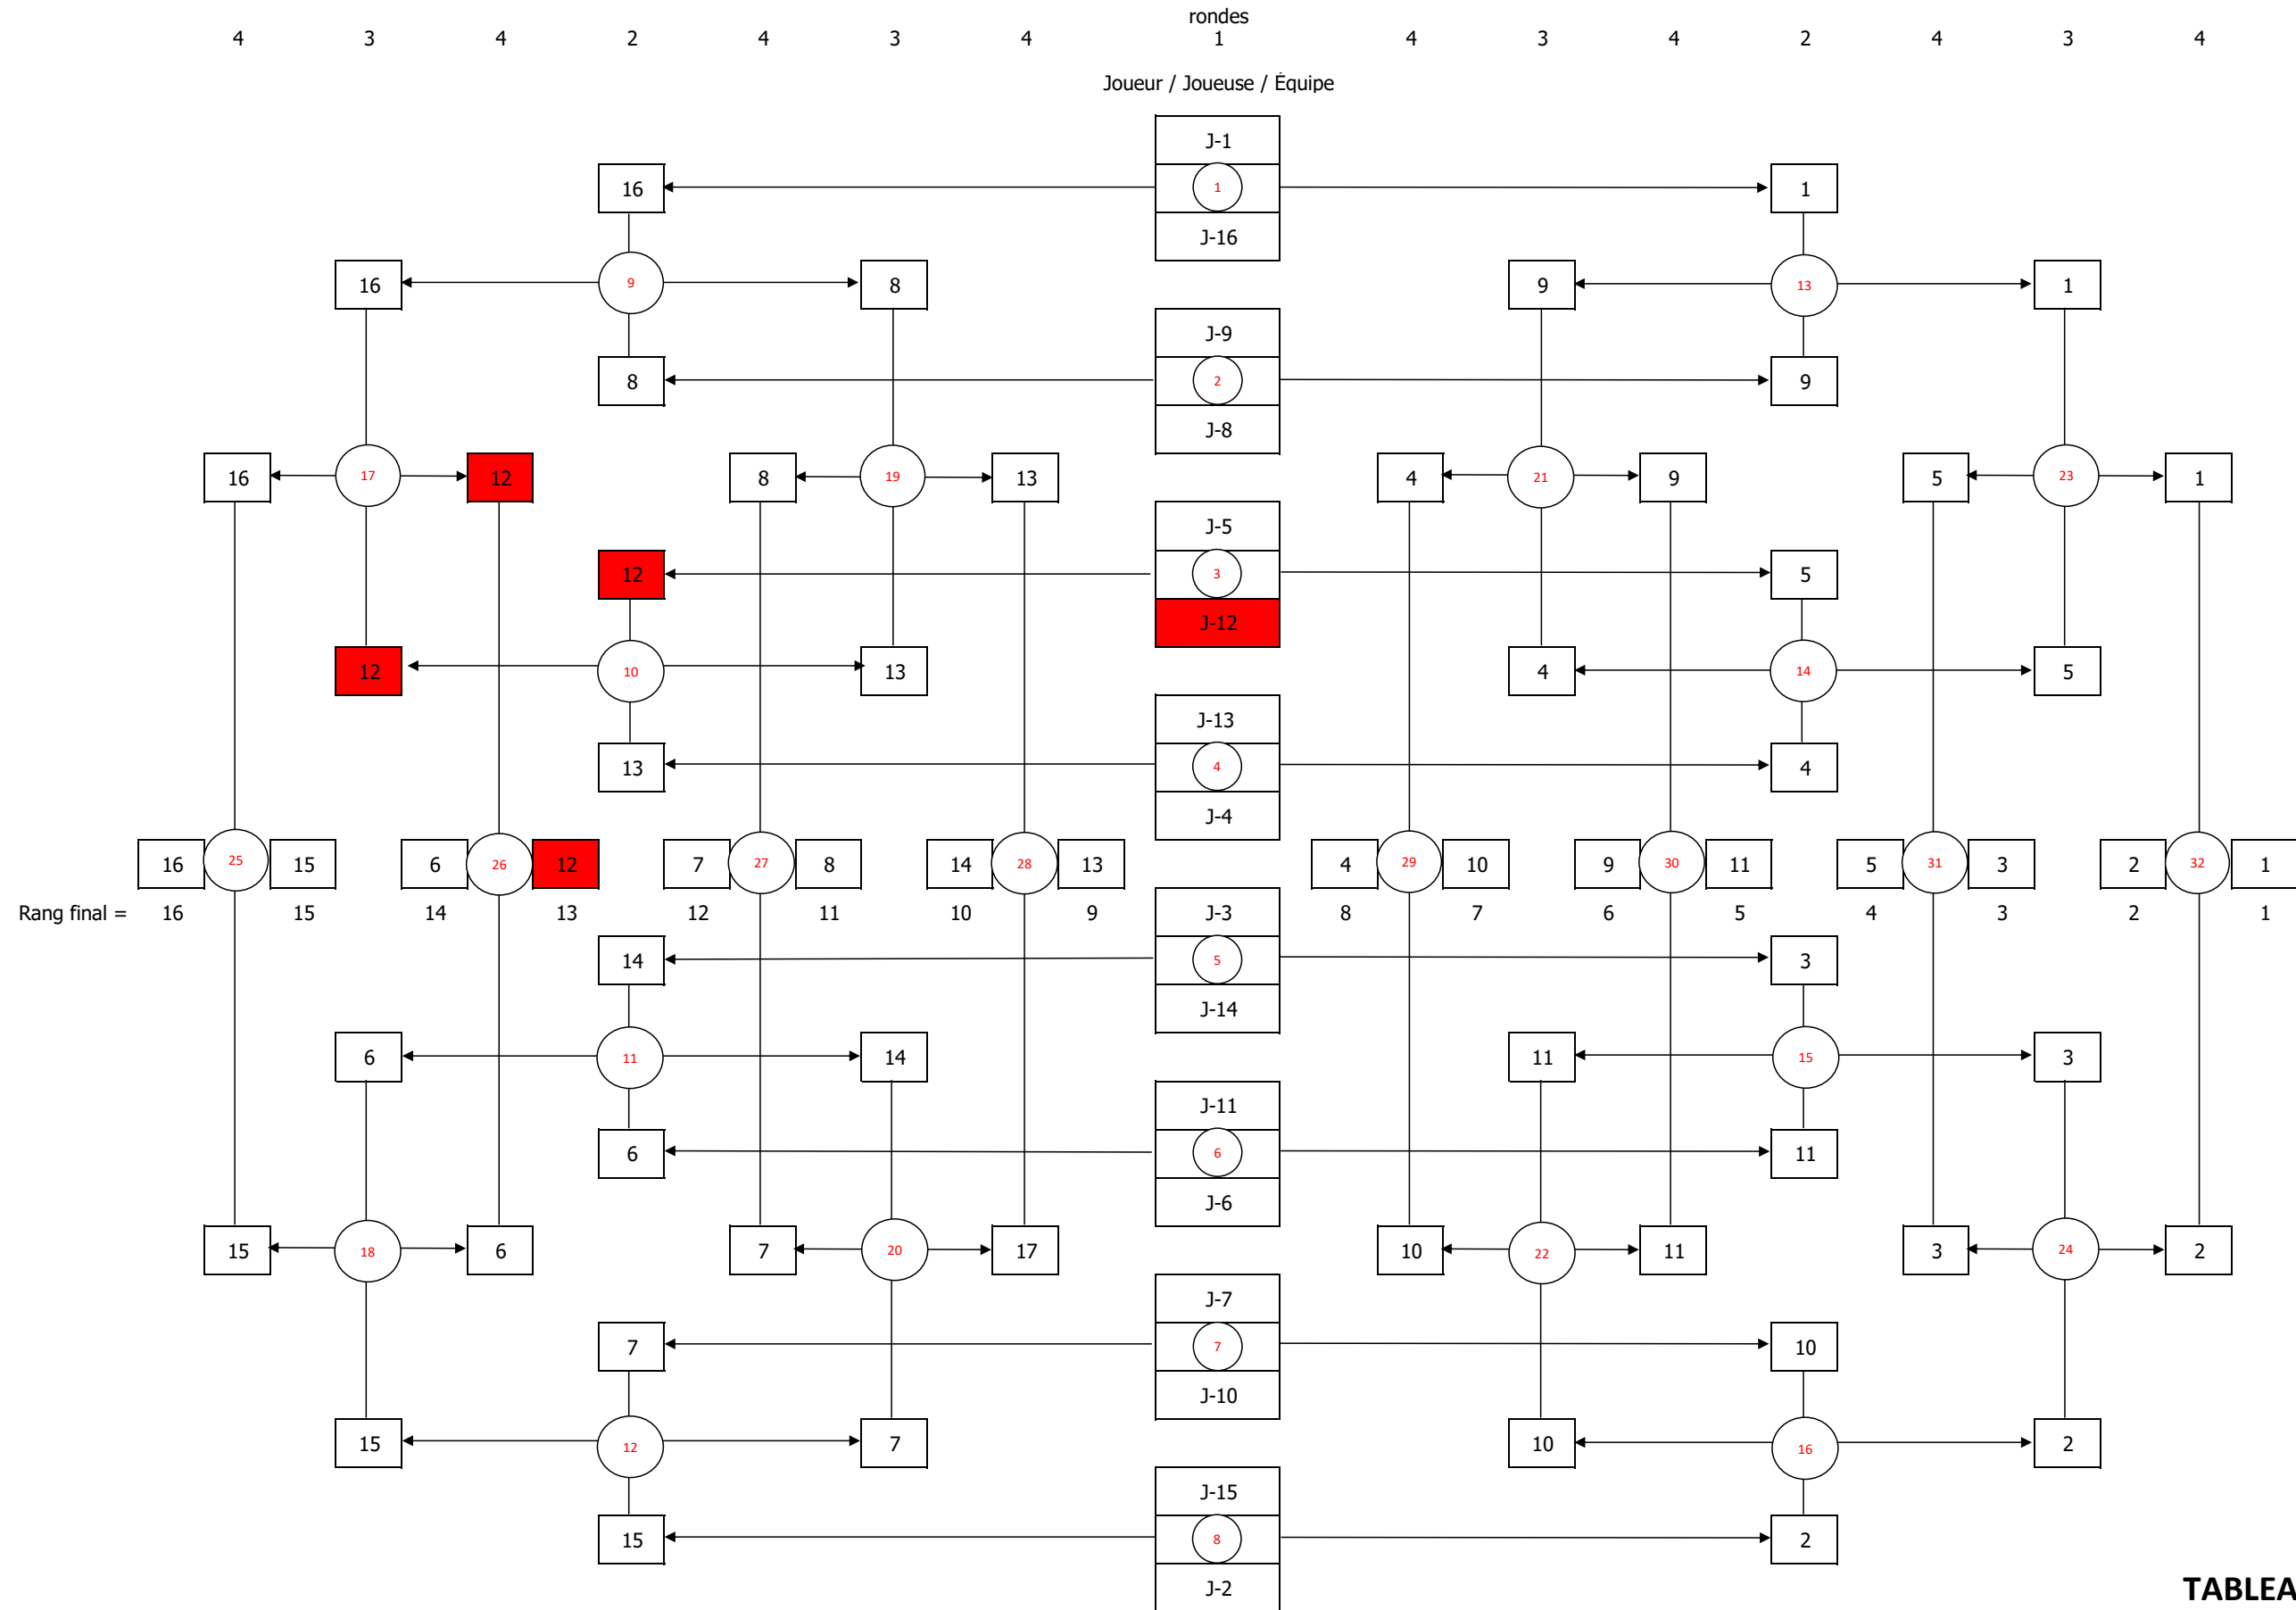 rondes
4 3 4 2 4 3 4 1 4 3 4 2 4 3 4
Joueur / Joueuse / Équipe
J-1
16 1 1
J-16
16 9 8 9 13 1
J-9
8 2 9
J-8
16 17 12 8 19 13 4 21 9 5 23 1
J-5
12 3 5
J-12
12 10 13 4 14 5
J-13
13 4 4
J-4
16 25 15 6 26 12 7 27 8 14 28 13 4 29 10 9 30 11 5 31 3 2 32 1
Rang final = 16 15 14 13 12 11 10 9 J-3 8 7 6 5 4 3 2 1
14 5 3
J-14
6 11 14 11 15 3
J-11
6 6 11
J-6
15 18 6 7 20 17 10 22 11 3 24 2
J-7
7 7 10
J-10
15 12 7 10 16 2
J-15
15 8 2
J-2
TABLEA